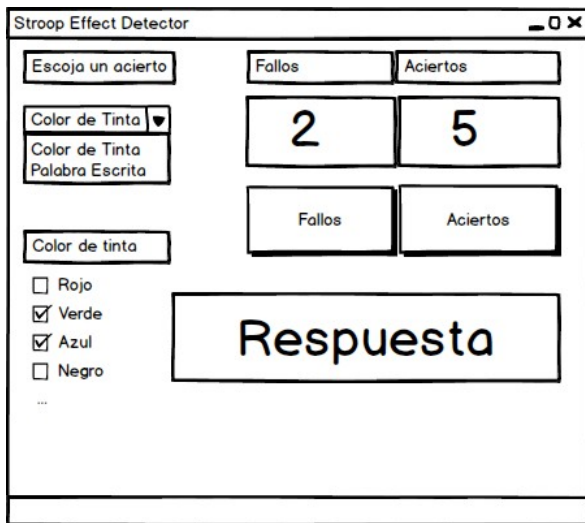 Stroop Effect Detector
Escoja un acierto
Fallos
Aciertos
Color de Tinta
Color de Tinta
Palabra Escrita
2
5
Fallos
Aciertos
Color de tinta
Rojo
Verde
Azul
Negro
...
Respuesta